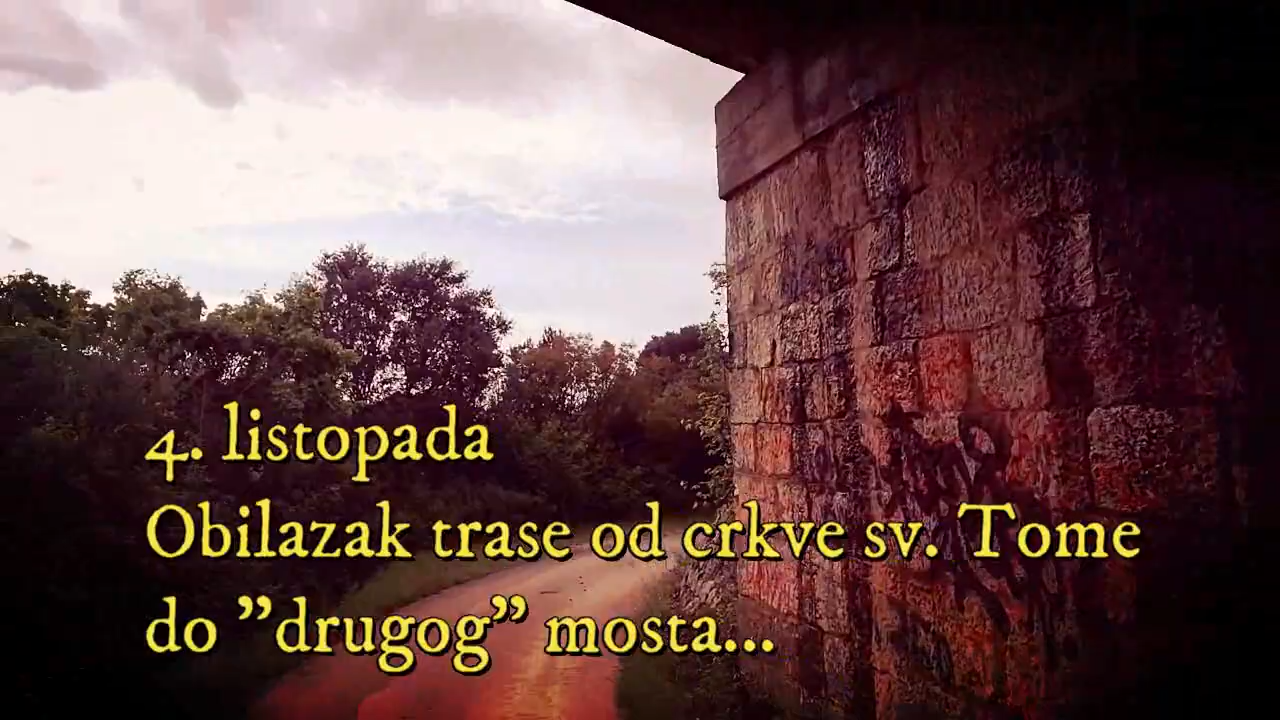 4. listopada
Obilazak trase od crkve sv. Tome
do ”drugog” mosta...